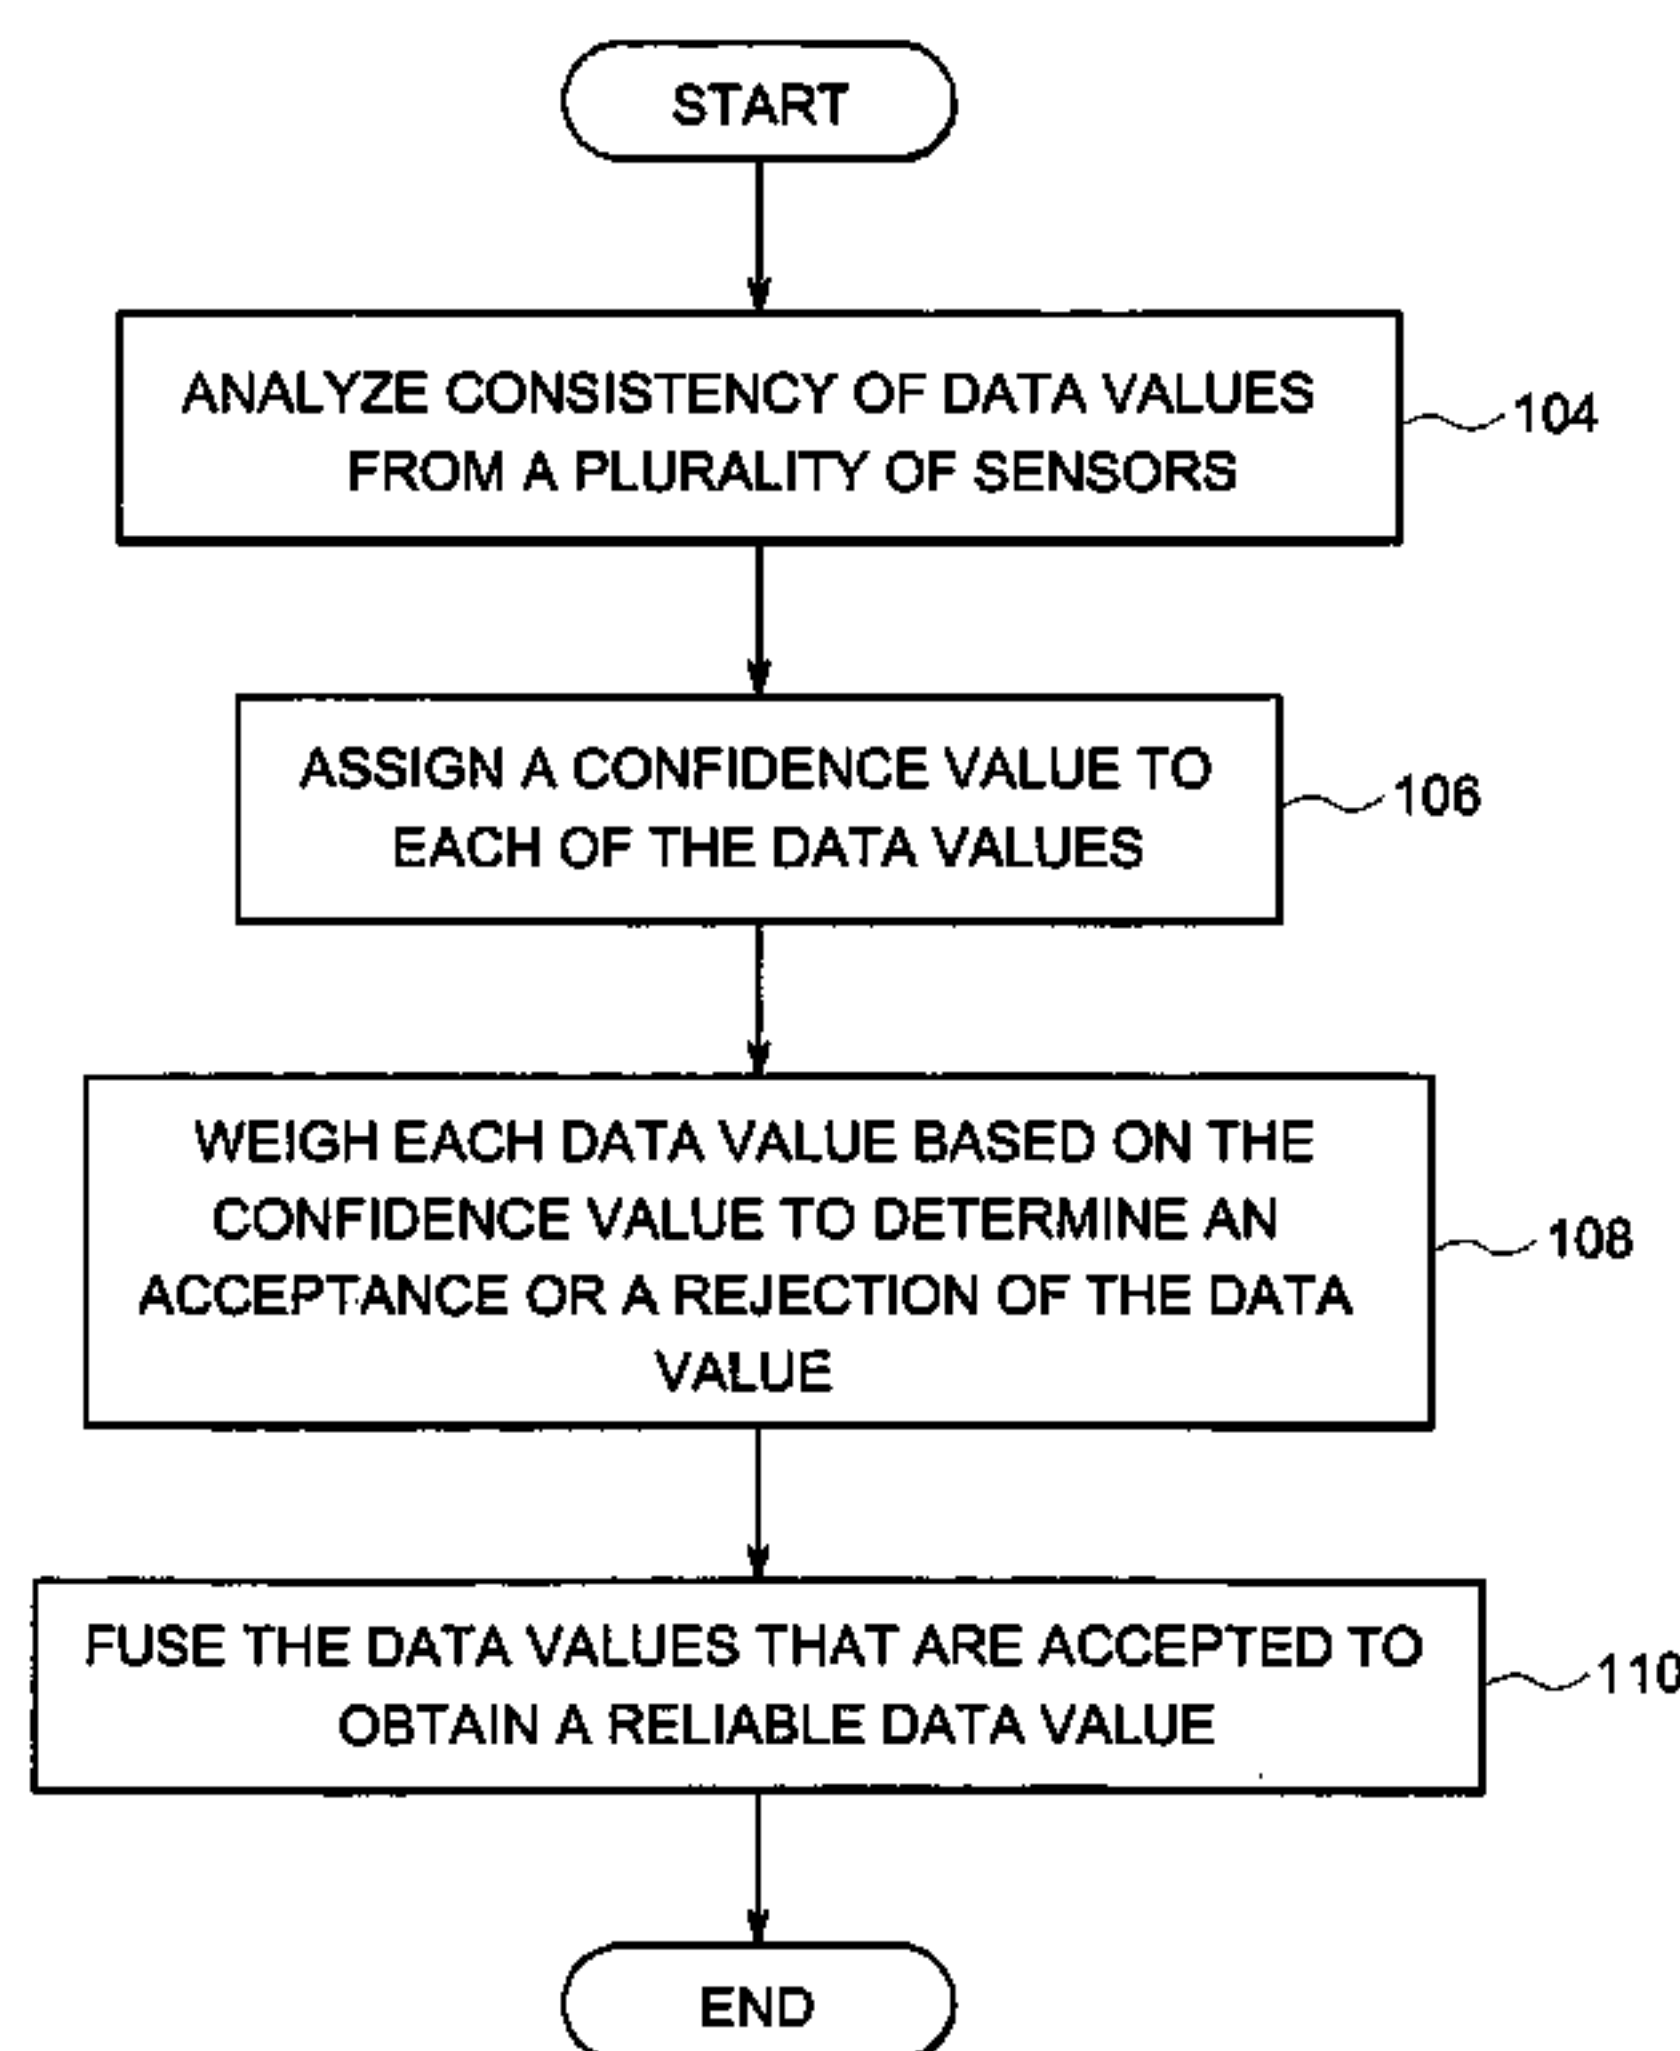 START
ANALYZE CONSISTENCY OF DATA VALUES
FROM A PLURALITY OF SENSORS
104
ASSIGN A CONFIDENCE VALUE TO
EACH OF THE DATA VALUES
106
WEIGH EACH DATA VALUE BASED ON THE
CONFIDENCE VALUE TO DETERMINE AN
ACCEPTANCE OR A REJECTION OF THE DATA
VALUE
108
FUSE THE DATA VALUES THAT ARE ACCEPTED TO
OBTAIN A RELIABLE DATA VALUE
110
END